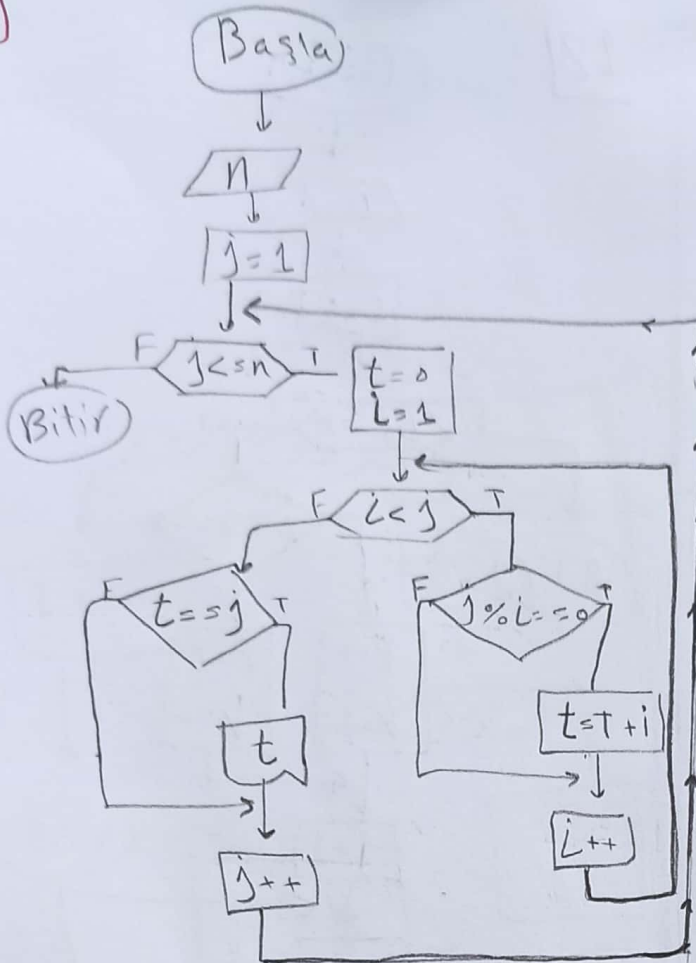 Başla
n
j=1
F
j<=n
T
t=0
i=1
Bitir
F
i<j
T
F
t==j
T
F
j%i==0
T
t
t=T+i
j++
i++